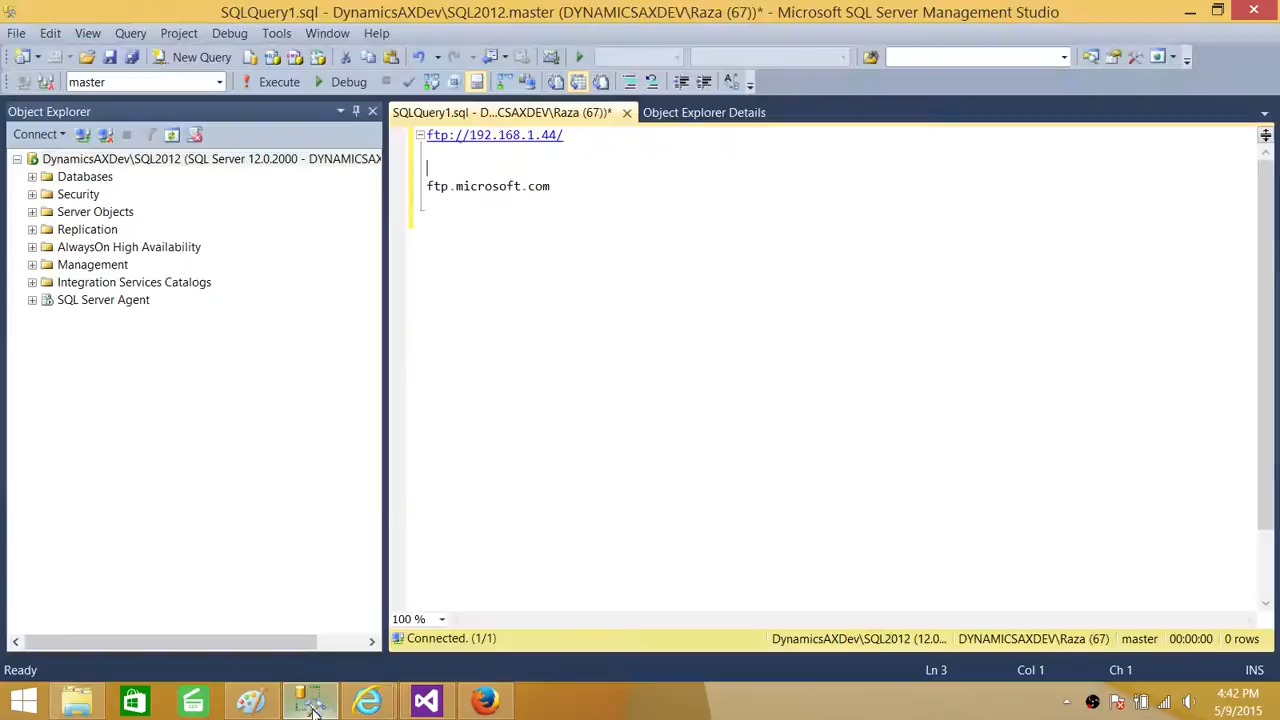 SQLQuery1.sql - DynamicsAXDev\SQL2012.master (DYNAMICSAXDEV\Raza (67))* - Microsoft SQL Server Management Studio
File Edit View Query Project Debug Tools Window Help
New Query
master Execute Debug
Object Explorer
SQLQuery1.sql - D...CSAXDEV\Raza (67))* Object Explorer Details
Connect
ftp://192.168.1.44/
DynamicsAXDev\SQL2012 (SQL Server 12.0.2000 - DYNAMICSAX
Databases
ftp.microsoft.com
Security
Server Objects
Replication
AlwaysOn High Availability
Management
Integration Services Catalogs
SQL Server Agent
100 %
Connected. (1/1) DynamicsAXDev\SQL2012 (12.0... DYNAMICSAXDEV\Raza (67) master 00:00:00 0 rows
Ready Ln 3 Col 1 Ch 1 INS
4:42 PM
5/9/2015